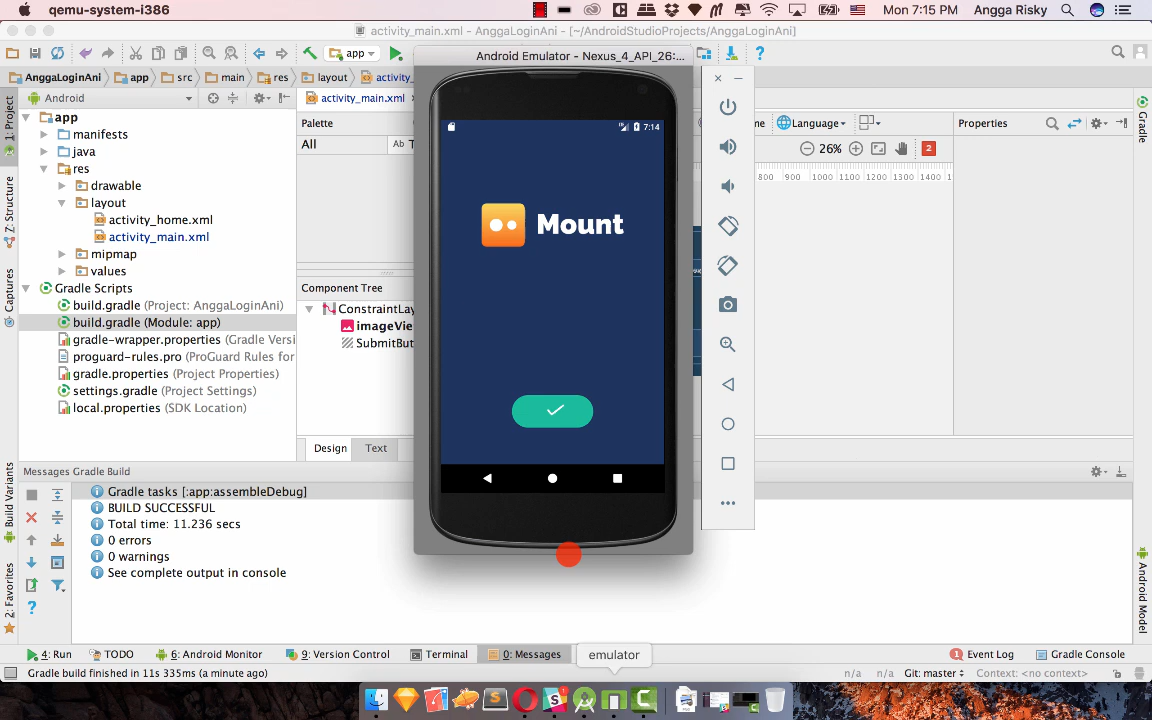 qemu-system-i386
Mon 7:15 PM Angga Risky
activity_main.xml - AnggaLoginAni - [~/AndroidStudioProjects/AnggaLoginAni]
app
Android Emulator - Nexus_4_API_26:...
AnggaLoginAni app src main res layout activity_
1: Project
Z: Structure
Captures
Build Variants
2: Favorites
Android
activity_main.xml
app
manifests
java
res
drawable
layout
activity_home.xml
activity_main.xml
mipmap
values
Gradle Scripts
build.gradle (Project: AnggaLoginAni)
build.gradle (Module: app)
gradle-wrapper.properties (Gradle Versi
proguard-rules.pro (ProGuard Rules for
gradle.properties (Project Properties)
settings.gradle (Project Settings)
local.properties (SDK Location)
Palette
All
Ab T
Component Tree
ConstraintLay
imageVie
SubmitBut
Design Text
7:14
Mount
ne Language
26% 2
800 900 1000 1100 1200 1300 1400 1
Properties
Gradle
Android Model
Messages Gradle Build
Gradle tasks [:app:assembleDebug]
BUILD SUCCESSFUL
Total time: 11.236 secs
0 errors
0 warnings
See complete output in console
4: Run TODO 6: Android Monitor 9: Version Control Terminal 0: Messages
emulator
1 Event Log Gradle Console
Gradle build finished in 11s 335ms (a minute ago)
n/a n/a Git: master Context: <no context>